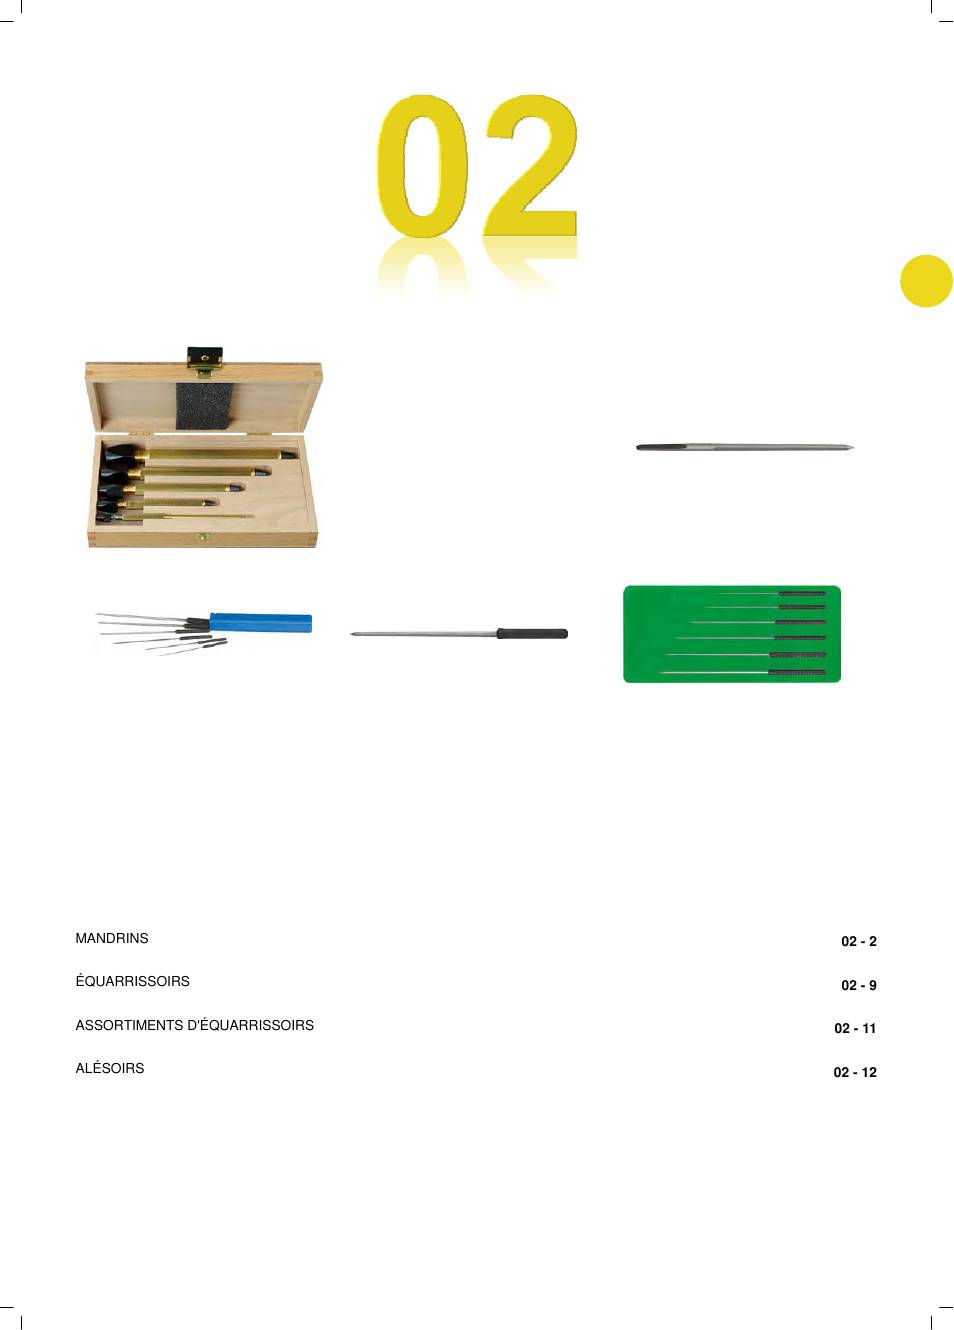 02
MANDRINS 02 - 2
ÉQUARRISSOIRS 02 - 9
ASSORTIMENTS D'ÉQUARRISSOIRS 02 - 11
ALÉSOIRS 02 - 12